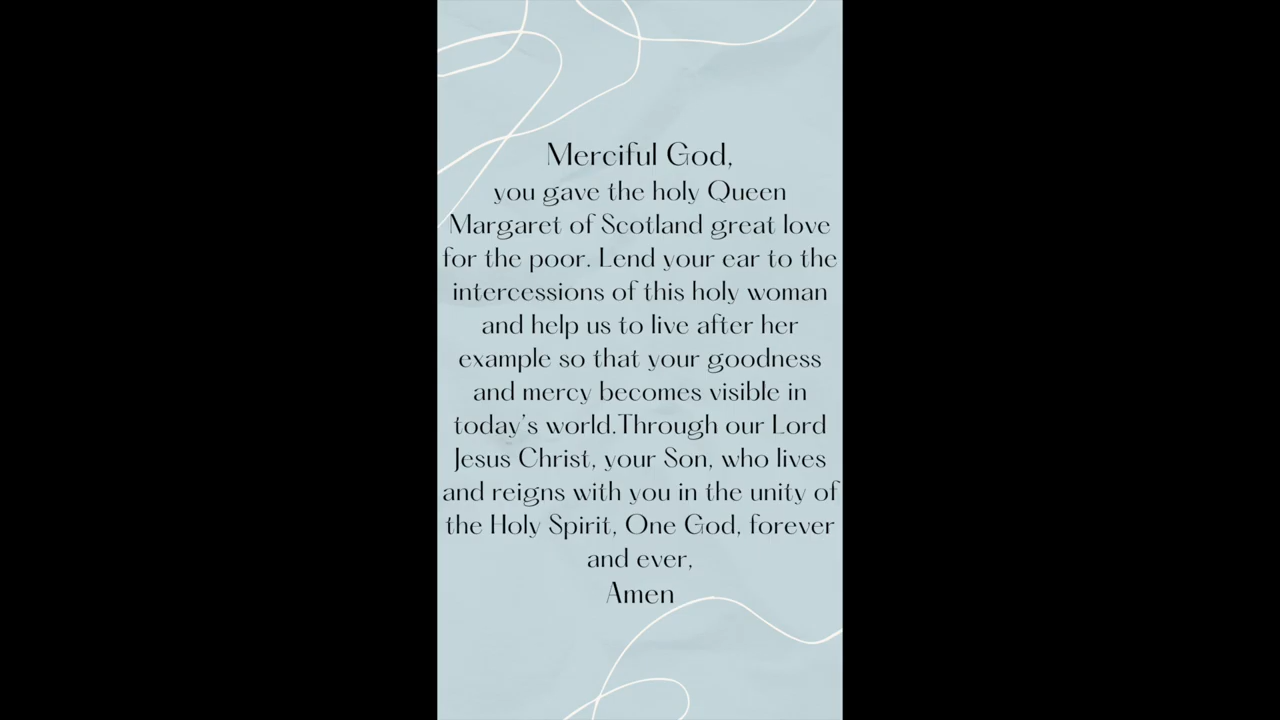 Merciful God,
you gave the holy Queen
Margaret of Scotland great love
for the poor. Lend your ear to the
intercessions of this holy woman
and help us to live after her
example so that your goodness
and mercy becomes visible in
today's world.Through our Lord
Jesus Christ, your Son, who lives
and reigns with you in the unity of
the Holy Spirit, One God, forever
and ever,
Amen